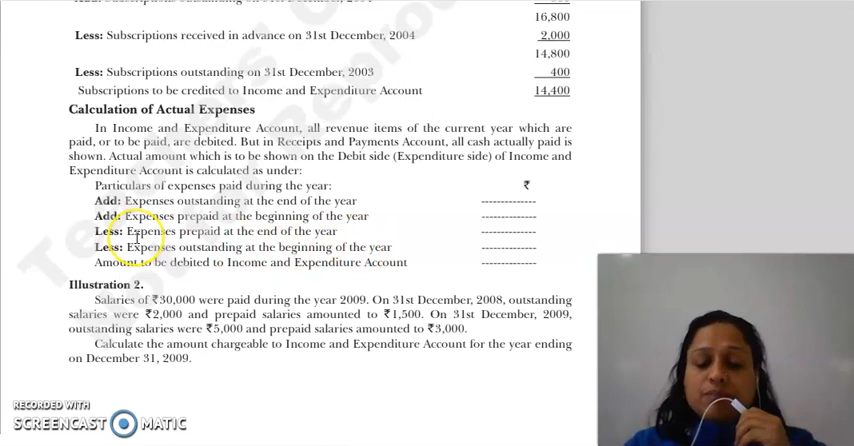 16,800
Less: Subscriptions received in advance on 31st December, 2004 2,000
14,800
Less: Subscriptions outstanding on 31st December, 2003 400
Subscriptions to be credited to Income and Expenditure Account 14,400
Calculation of Actual Expenses
In Income and Expenditure Account, all revenue items of the current year which are
paid, or to be paid, are debited. But in Receipts and Payments Account, all cash actually paid is
shown. Actual amount which is to be shown on the Debit side (Expenditure side) of Income and
Expenditure Account is calculated as under:
Particulars of expenses paid during the year: ₹
Add: Expenses outstanding at the end of the year --------------
Add: Expenses prepaid at the beginning of the year --------------
Less: Expenses prepaid at the end of the year --------------
Less: Expenses outstanding at the beginning of the year --------------
Amount to be debited to Income and Expenditure Account --------------
Illustration 2.
Salaries of ₹30,000 were paid during the year 2009. On 31st December, 2008, outstanding
salaries were ₹2,000 and prepaid salaries amounted to ₹1,500. On 31st December, 2009,
outstanding salaries were ₹5,000 and prepaid salaries amounted to ₹3,000.
Calculate the amount chargeable to Income and Expenditure Account for the year ending
on December 31, 2009.
RECORDED WITH
SCREENCAST MATIC